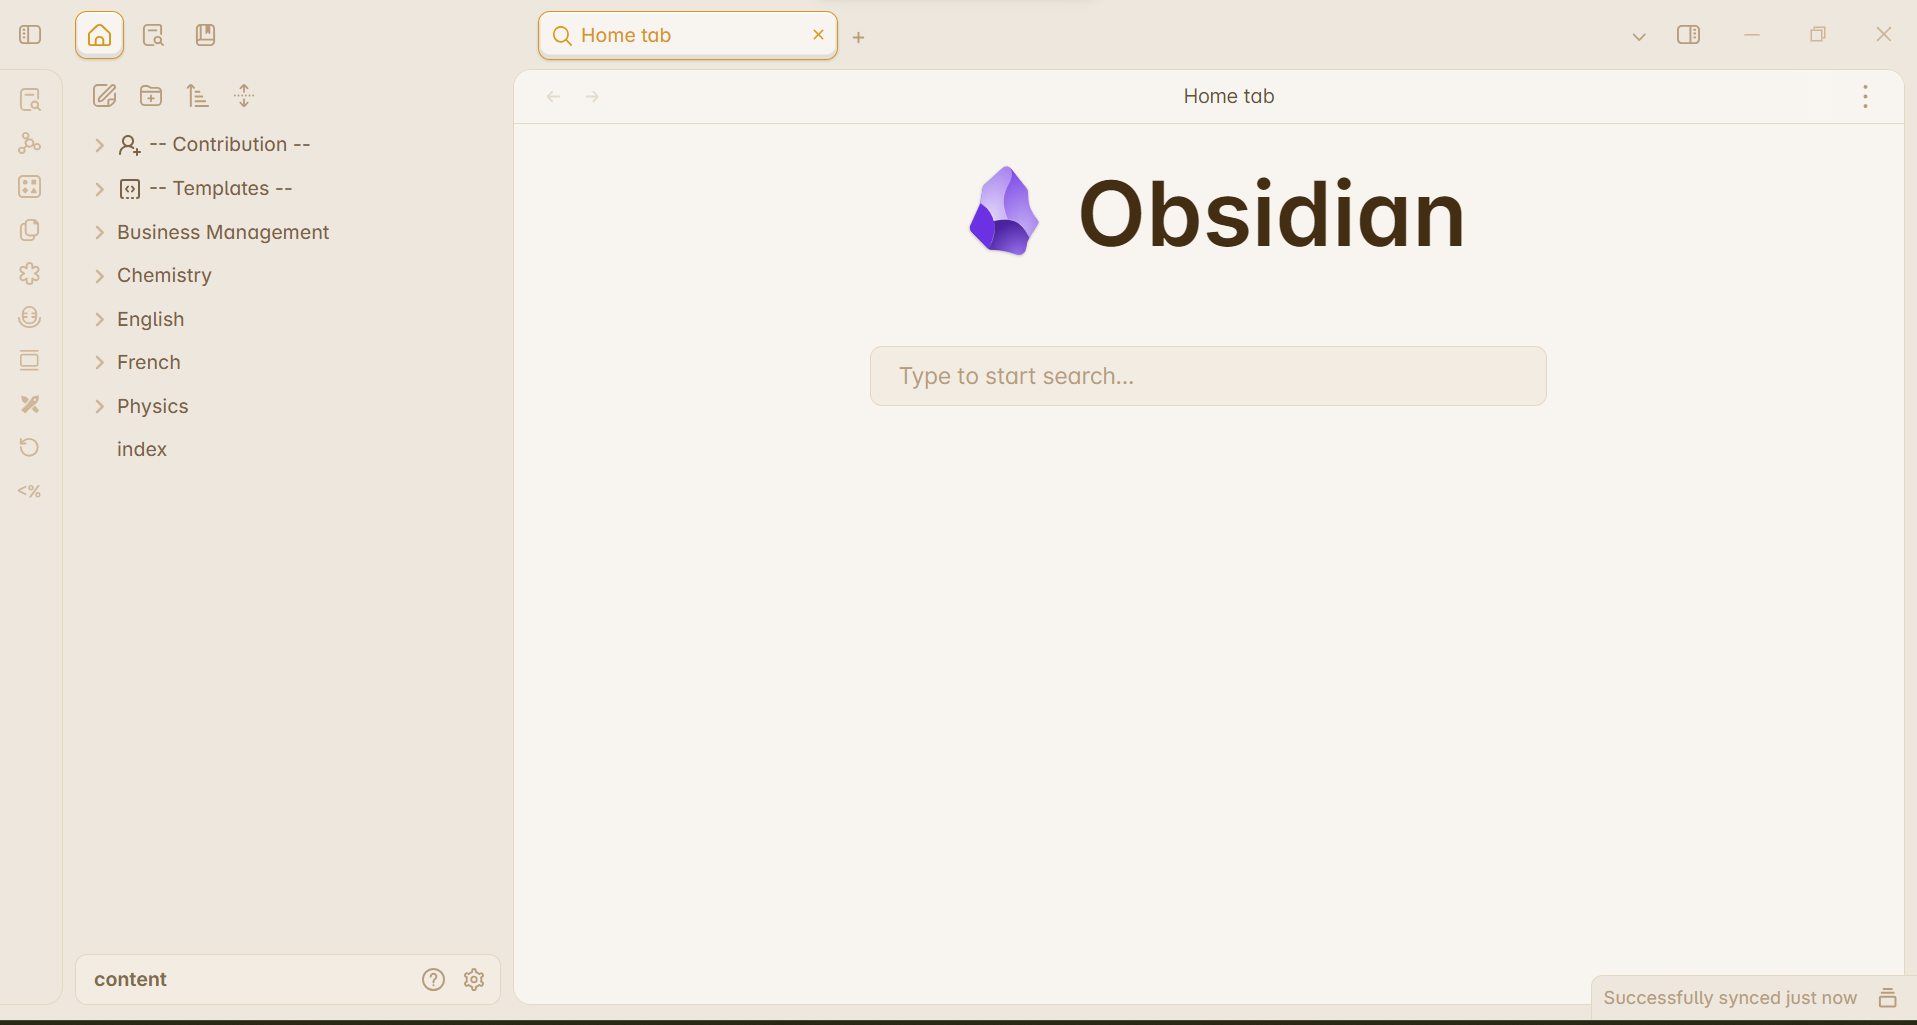 Home tab
Home tab
-- Contribution --
-- Templates --
Business Management
Chemistry
English
French
Physics
index
Obsidian
Type to start search...
<%
content
Successfully synced just now